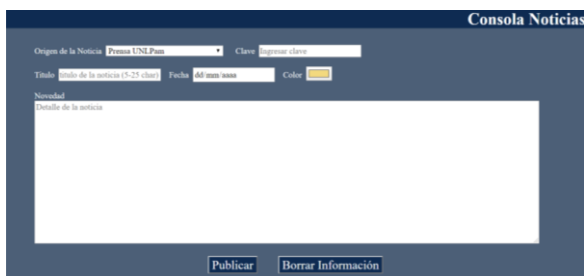 Consola Noticias
Origen de la Noticia Prensa UNLPam Clave Ingresar clave
Título título de la noticia (5-25 char) Fecha dd/mm/aaaa Color
Novedad
Detalle de la noticia
Publicar Borrar Información